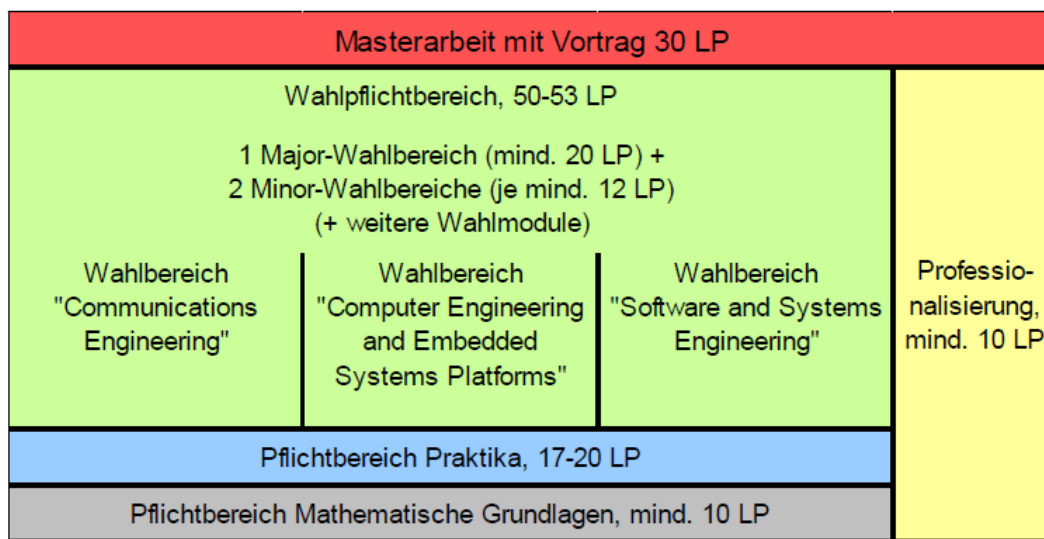 Masterarbeit mit Vortrag 30 LP
Wahlpflichtbereich, 50-53 LP
1 Major-Wahlbereich (mind. 20 LP) +
2 Minor-Wahlbereiche (je mind. 12 LP)
(+ weitere Wahlmodule)
Wahlbereich
"Communications
Engineering"
Wahlbereich
"Computer Engineering
and Embedded
Systems Platforms"
Wahlbereich
"Software and Systems
Engineering"
Professio-
nalisierung,
mind. 10 LP
Pflichtbereich Praktika, 17-20 LP
Pflichtbereich Mathematische Grundlagen, mind. 10 LP